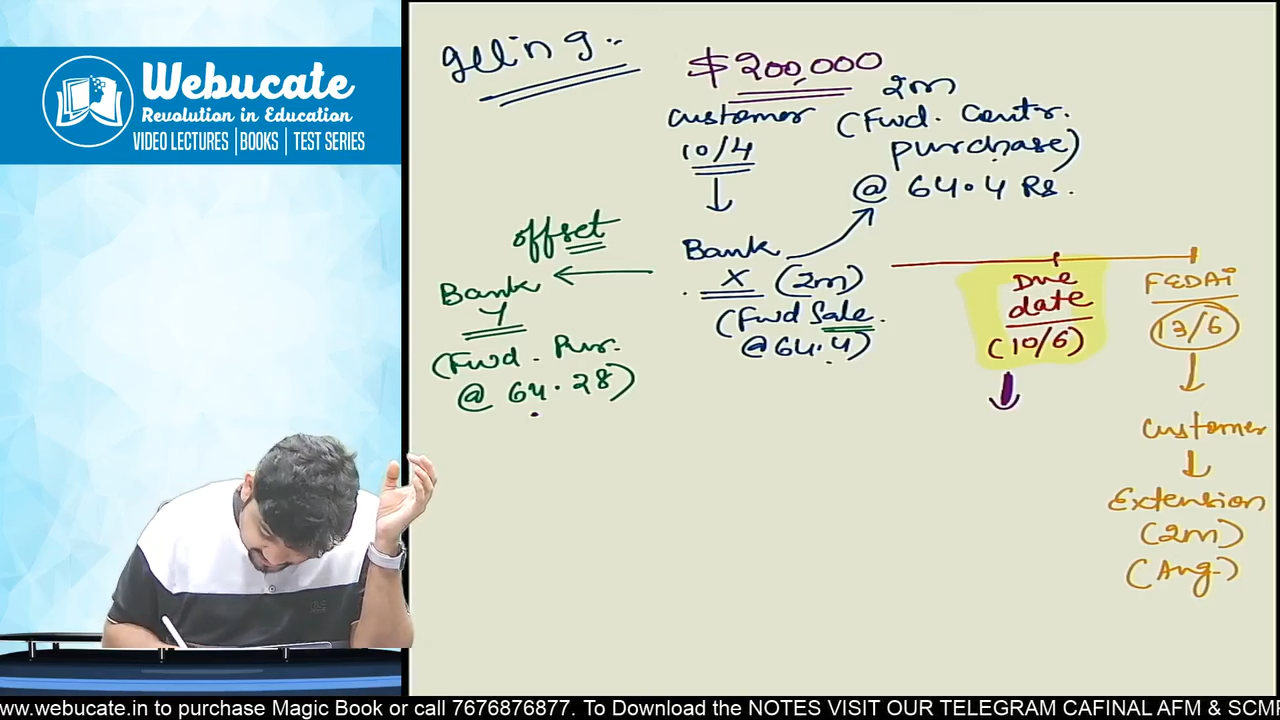 Webucate
Revolution in Education
VIDEO LECTURES | BOOKS | TEST SERIES
$200,000
customer
10/4
2m
(Fwd. Contr.
purchase)
@ 64.4 Rs.
offset
Bank
Y
(Fwd. Pur.
@ 64.28)
Bank
X (2m)
(Fwd Sale
@64.4)
Due
date
(10/6)
FEDAi
13/6
Customer
Extension
(2m)
(Aug.)
ww.webucate.in to purchase Magic Book or call 7676876877. To Download the NOTES VISIT OUR TELEGRAM CAFINAL AFM & SCM